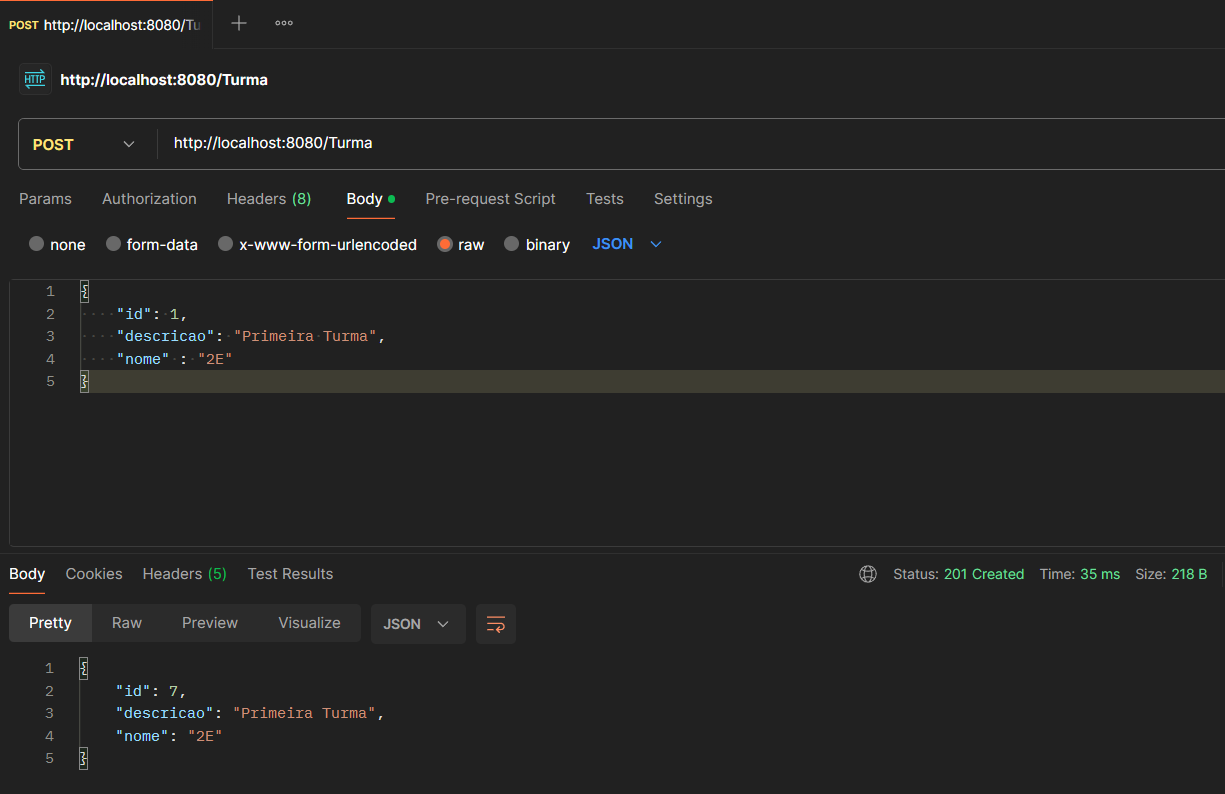 POST http://localhost:8080/Tu
HTTP http://localhost:8080/Turma
POST http://localhost:8080/Turma
Params Authorization Headers (8) Body Pre-request Script Tests Settings
none form-data x-www-form-urlencoded raw binary JSON
1 {
2 "id": 1,
3 "descricao": "Primeira Turma",
4 "nome" : "2E"
5 }
Body Cookies Headers (5) Test Results Status: 201 Created Time: 35 ms Size: 218 B
Pretty Raw Preview Visualize JSON
1 {
2 "id": 7,
3 "descricao": "Primeira Turma",
4 "nome": "2E"
5 }